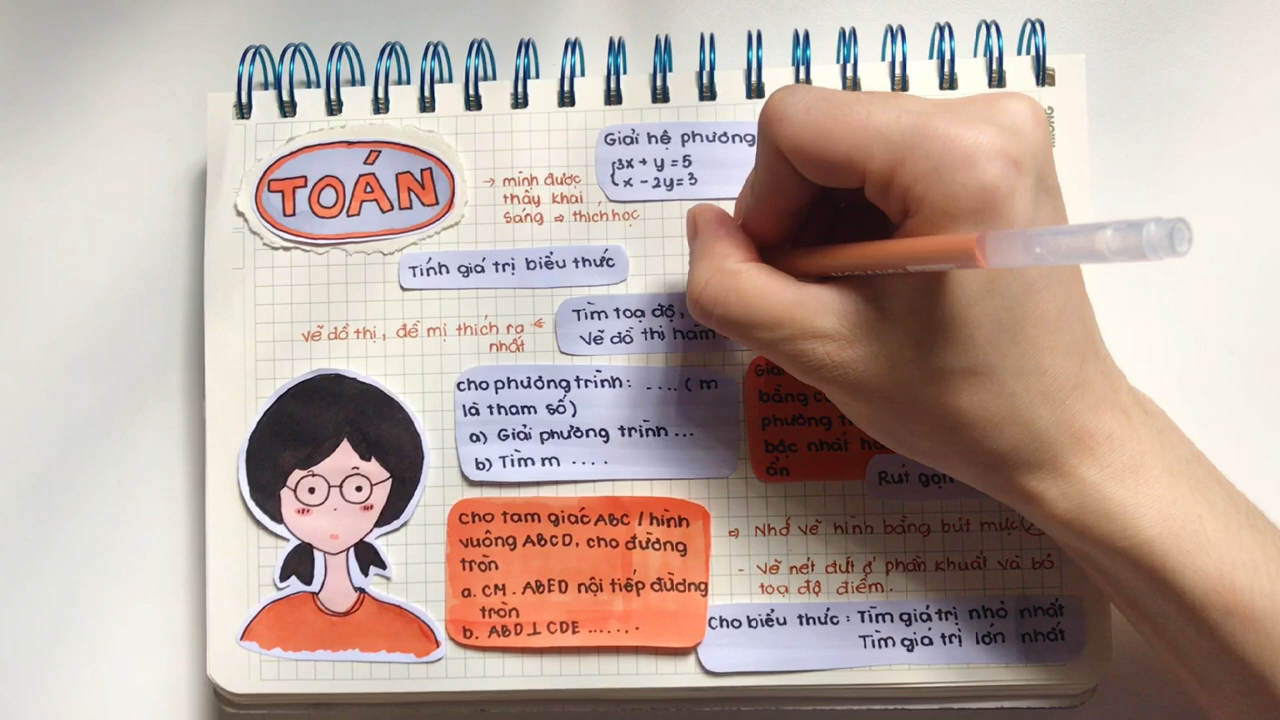 TOÁN
→ mình được
thầy khai
sáng ⇒ thích học
Giải hệ phương
{3x + y = 5
x - 2y = 3
Tính giá trị biểu thức
Tìm toạ độ,
Vẽ đồ thị hàm
vẽ đồ thị, đề mị thích ra ←
nhất
cho phương trình: .... ( m
là tham số)
a) Giải phương trình ...
b) Tìm m ....
bằng
phương
bậc nhất
ẩn
Rút gọn
cho tam giác ABC / hình
vuông ABCD, cho đường
tròn
a. CM . ABED nội tiếp đường
tròn
b. ABD ⊥ CDE .......
⇒ Nhớ vẽ hình bằng bút mực
- Vẽ nét đứt ở phần khuất và bỏ
toạ độ điểm.
Cho biểu thức : Tìm giá trị nhỏ nhất
Tìm giá trị lớn nhất